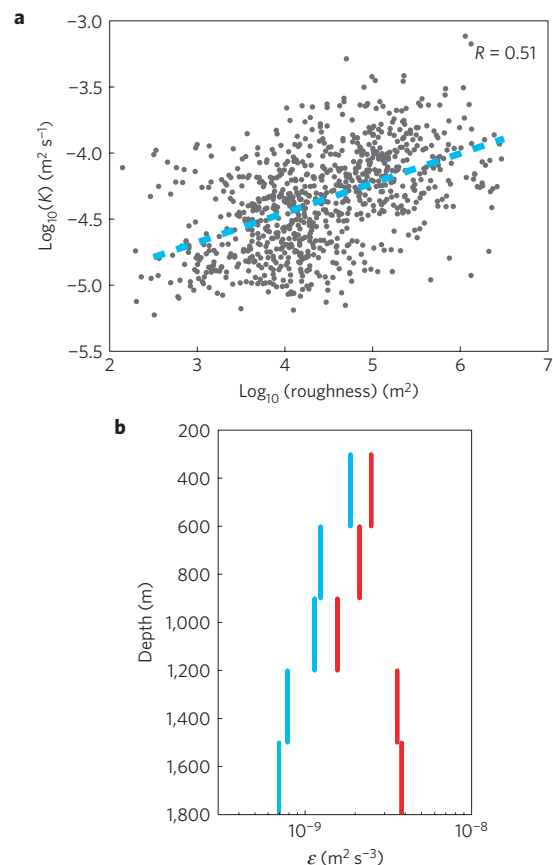 a
−3.0
−3.5
−4.0
−4.5
−5.0
−5.5
Log₁₀(K) (m² s⁻¹)
R = 0.51
2 3 4 5 6 7
Log₁₀ (roughness) (m²)
b
200
400
600
800
1,000
1,200
1,400
1,600
1,800
Depth (m)
10⁻⁹ 10⁻⁸
ε (m² s⁻³)